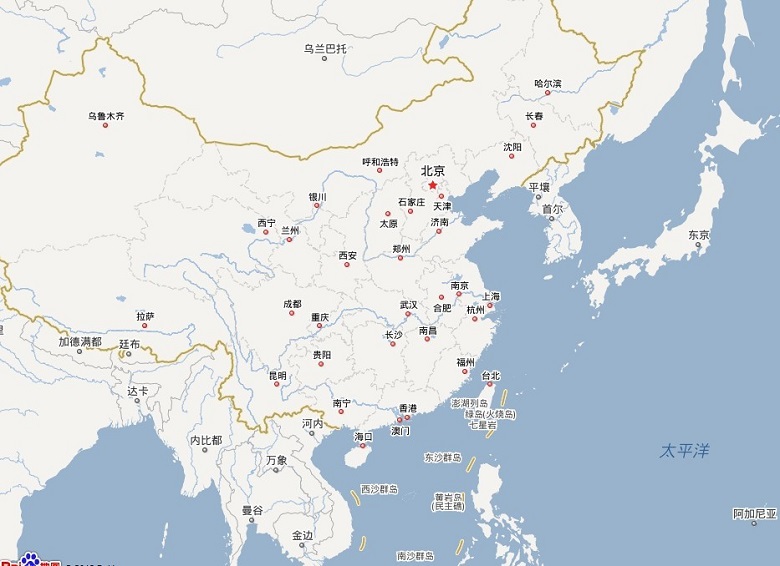 乌兰巴托
哈尔滨
乌鲁木齐
长春
沈阳
呼和浩特
北京
平壤
银川
石家庄
天津
首尔
太原
西宁
兰州
济南
东京
郑州
西安
南京
上海
成都
武汉
合肥
杭州
拉萨
重庆
南昌
长沙
加德满都
廷布
贵阳
福州
昆明
台北
达卡
南宁
澎湖列岛
香港
绿岛(火烧岛)
七星岩
河内
澳门
内比都
海口
太平洋
万象
东沙群岛
西沙群岛
黄岩岛
(民主礁)
曼谷
阿加尼亚
金边
南沙群岛